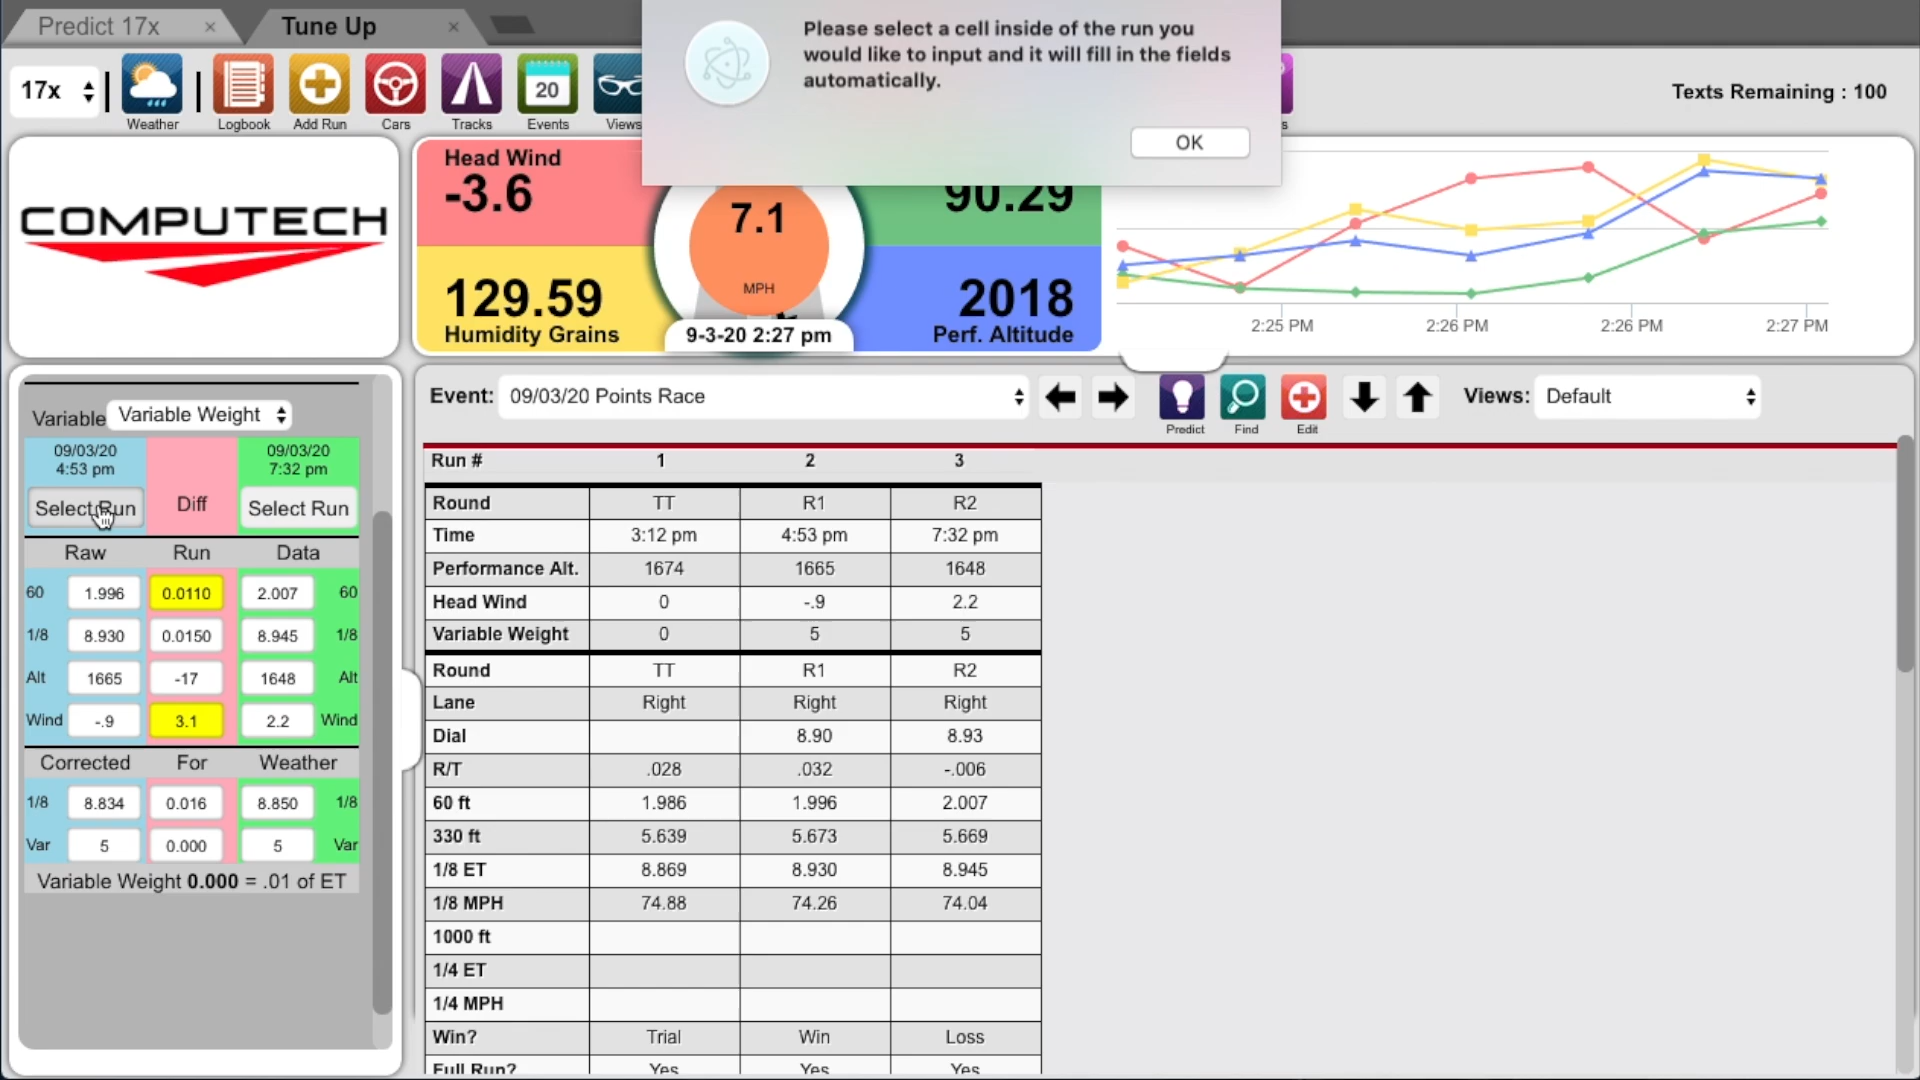 Predict 17x ×
Tune Up ×
Please select a cell inside of the run you
would like to input and it will fill in the fields
automatically.
OK
17x
Weather
Logbook
Add Run
Cars
Tracks
20
Events
Views
s
Texts Remaining : 100
COMPUTECH
Head Wind
-3.6
90.29
7.1
MPH
129.59
Humidity Grains
2018
Perf. Altitude
9-3-20 2:27 pm
2:25 PM 2:26 PM 2:26 PM 2:27 PM
Variable Variable Weight
09/03/20
4:53 pm
Select Run
Diff
09/03/20
7:32 pm
Select Run
Raw Run Data
60 1.996 0.0110 2.007 60
1/8 8.930 0.0150 8.945 1/8
Alt 1665 -17 1648 Alt
Wind -.9 3.1 2.2 Wind
Corrected For Weather
1/8 8.834 0.016 8.850 1/8
Var 5 0.000 5 Var
Variable Weight 0.000 = .01 of ET
Event: 09/03/20 Points Race
Predict
Find
Edit
Views: Default
Run # 1 2 3
Round TT R1 R2
Time 3:12 pm 4:53 pm 7:32 pm
Performance Alt. 1674 1665 1648
Head Wind 0 -.9 2.2
Variable Weight 0 5 5
Round TT R1 R2
Lane Right Right Right
Dial 8.90 8.93
R/T .028 .032 -.006
60 ft 1.986 1.996 2.007
330 ft 5.639 5.673 5.669
1/8 ET 8.869 8.930 8.945
1/8 MPH 74.88 74.26 74.04
1000 ft
1/4 ET
1/4 MPH
Win? Trial Win Loss
Full Run? Yes Yes Yes